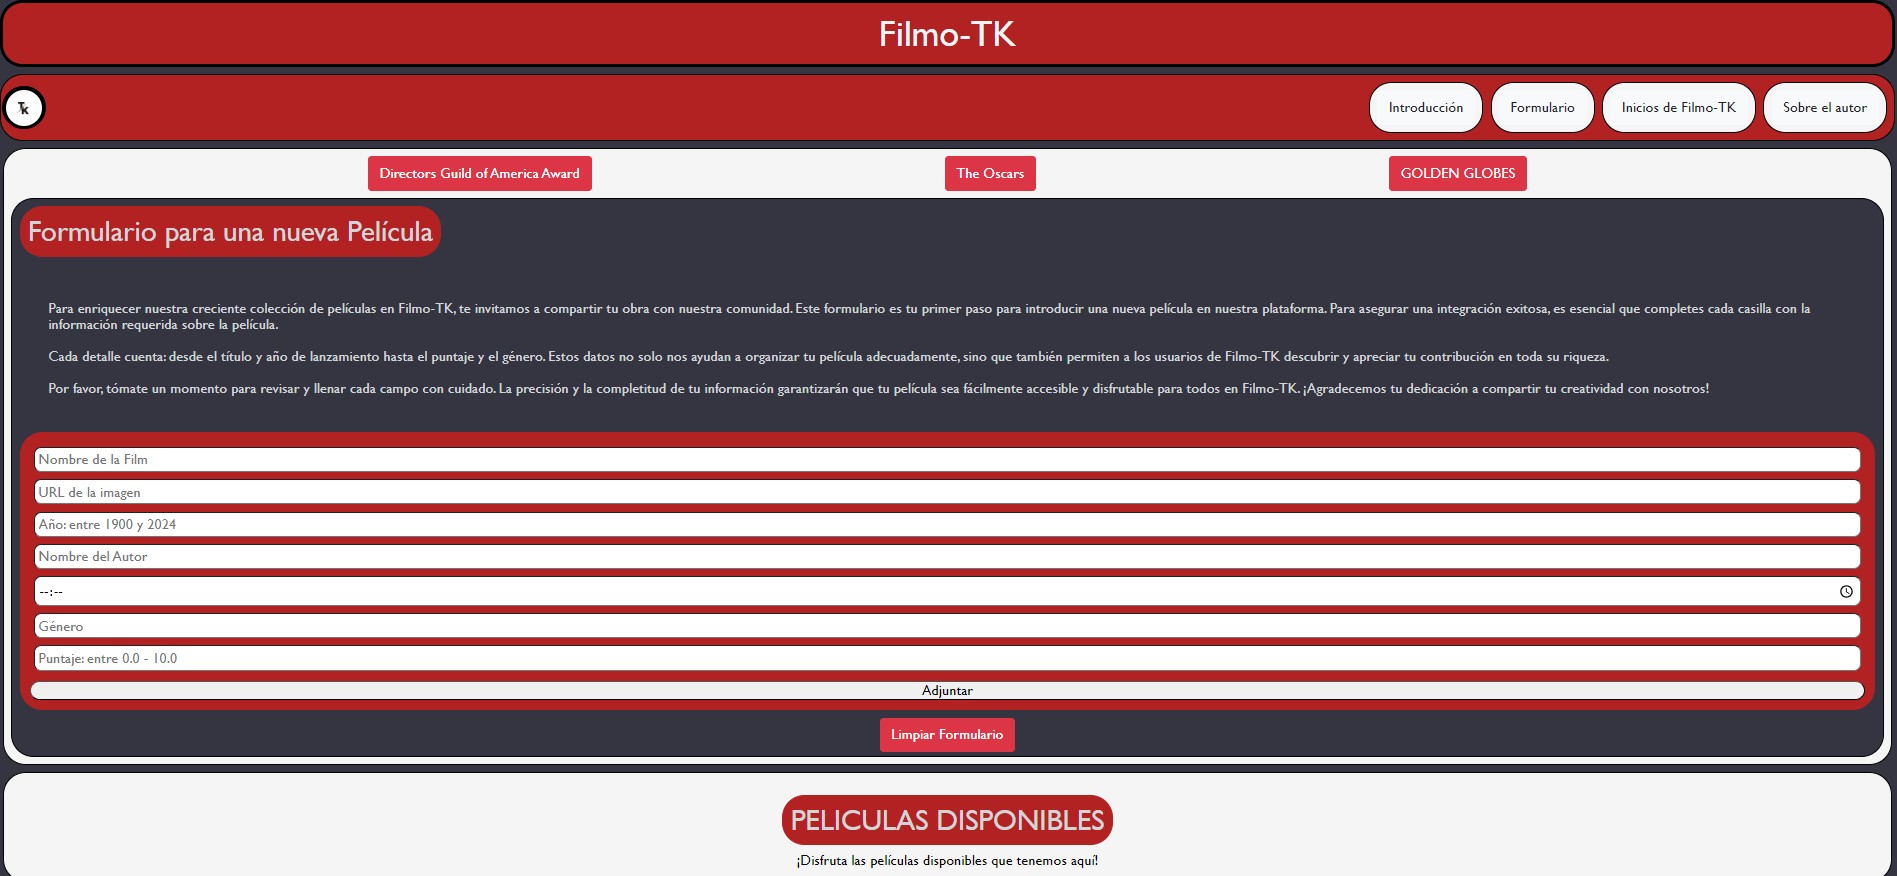 Filmo-TK
TK
Introducción
Formulario
Inicios de Filmo-TK
Sobre el autor
Directors Guild of America Award
The Oscars
GOLDEN GLOBES
Formulario para una nueva Película
Para enriquecer nuestra creciente colección de películas en Filmo-TK, te invitamos a compartir tu obra con nuestra comunidad. Este formulario es tu primer paso para introducir una nueva película en nuestra plataforma. Para asegurar una integración exitosa, es esencial que completes cada casilla con la
información requerida sobre la película.
Cada detalle cuenta: desde el título y año de lanzamiento hasta el puntaje y el género. Estos datos no solo nos ayudan a organizar tu película adecuadamente, sino que también permiten a los usuarios de Filmo-TK descubrir y apreciar tu contribución en toda su riqueza.
Por favor, tómate un momento para revisar y llenar cada campo con cuidado. La precisión y la completitud de tu información garantizarán que tu película sea fácilmente accesible y disfrutable para todos en Filmo-TK. ¡Agradecemos tu dedicación a compartir tu creatividad con nosotros!
Nombre de la Film
URL de la imagen
Año: entre 1900 y 2024
Nombre del Autor
--:--
Género
Puntaje: entre 0.0 - 10.0
Adjuntar
Limpiar Formulario
PELICULAS DISPONIBLES
¡Disfruta las películas disponibles que tenemos aquí!